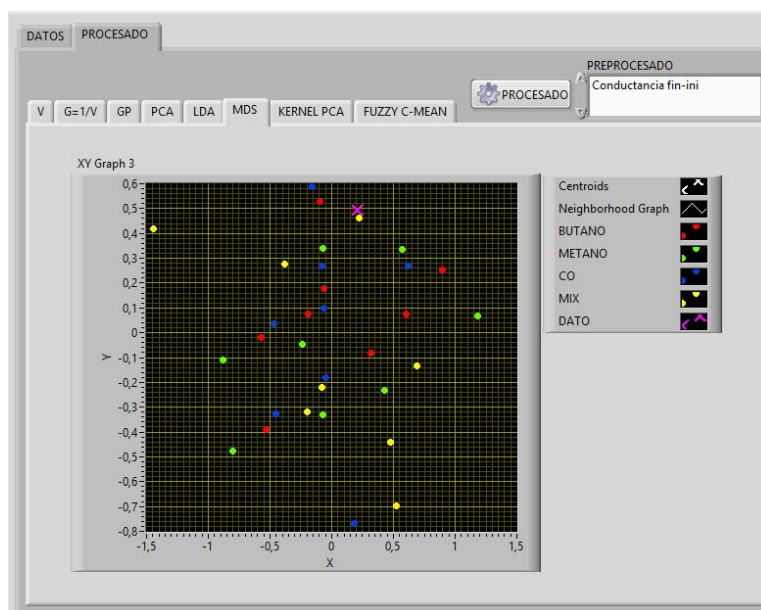 DATOS PROCESADO
PREPROCESADO
PROCESADO
Conductancia fin-ini
V G=1/V GP PCA LDA MDS KERNEL PCA FUZZY C-MEAN
XY Graph 3
0,6
0,5
0,4
0,3
0,2
0,1
0
-0,1
-0,2
-0,3
-0,4
-0,5
-0,6
-0,7
-0,8
Y
-1,5 -1 -0,5 0 0,5 1 1,5
X
Centroids
Neighborhood Graph
BUTANO
METANO
CO
MIX
DATO